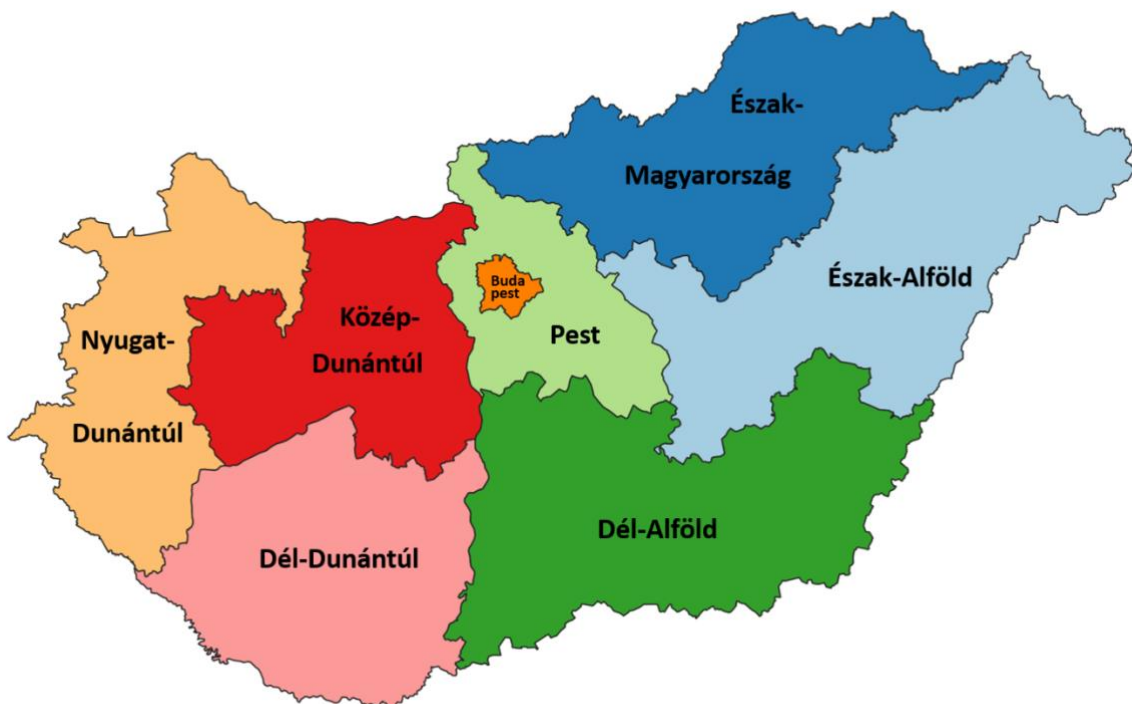 Észak-
Magyarország
Észak-Alföld
Buda
pest
Pest
Közép-
Dunántúl
Nyugat-
Dunántúl
Dél-Alföld
Dél-Dunántúl